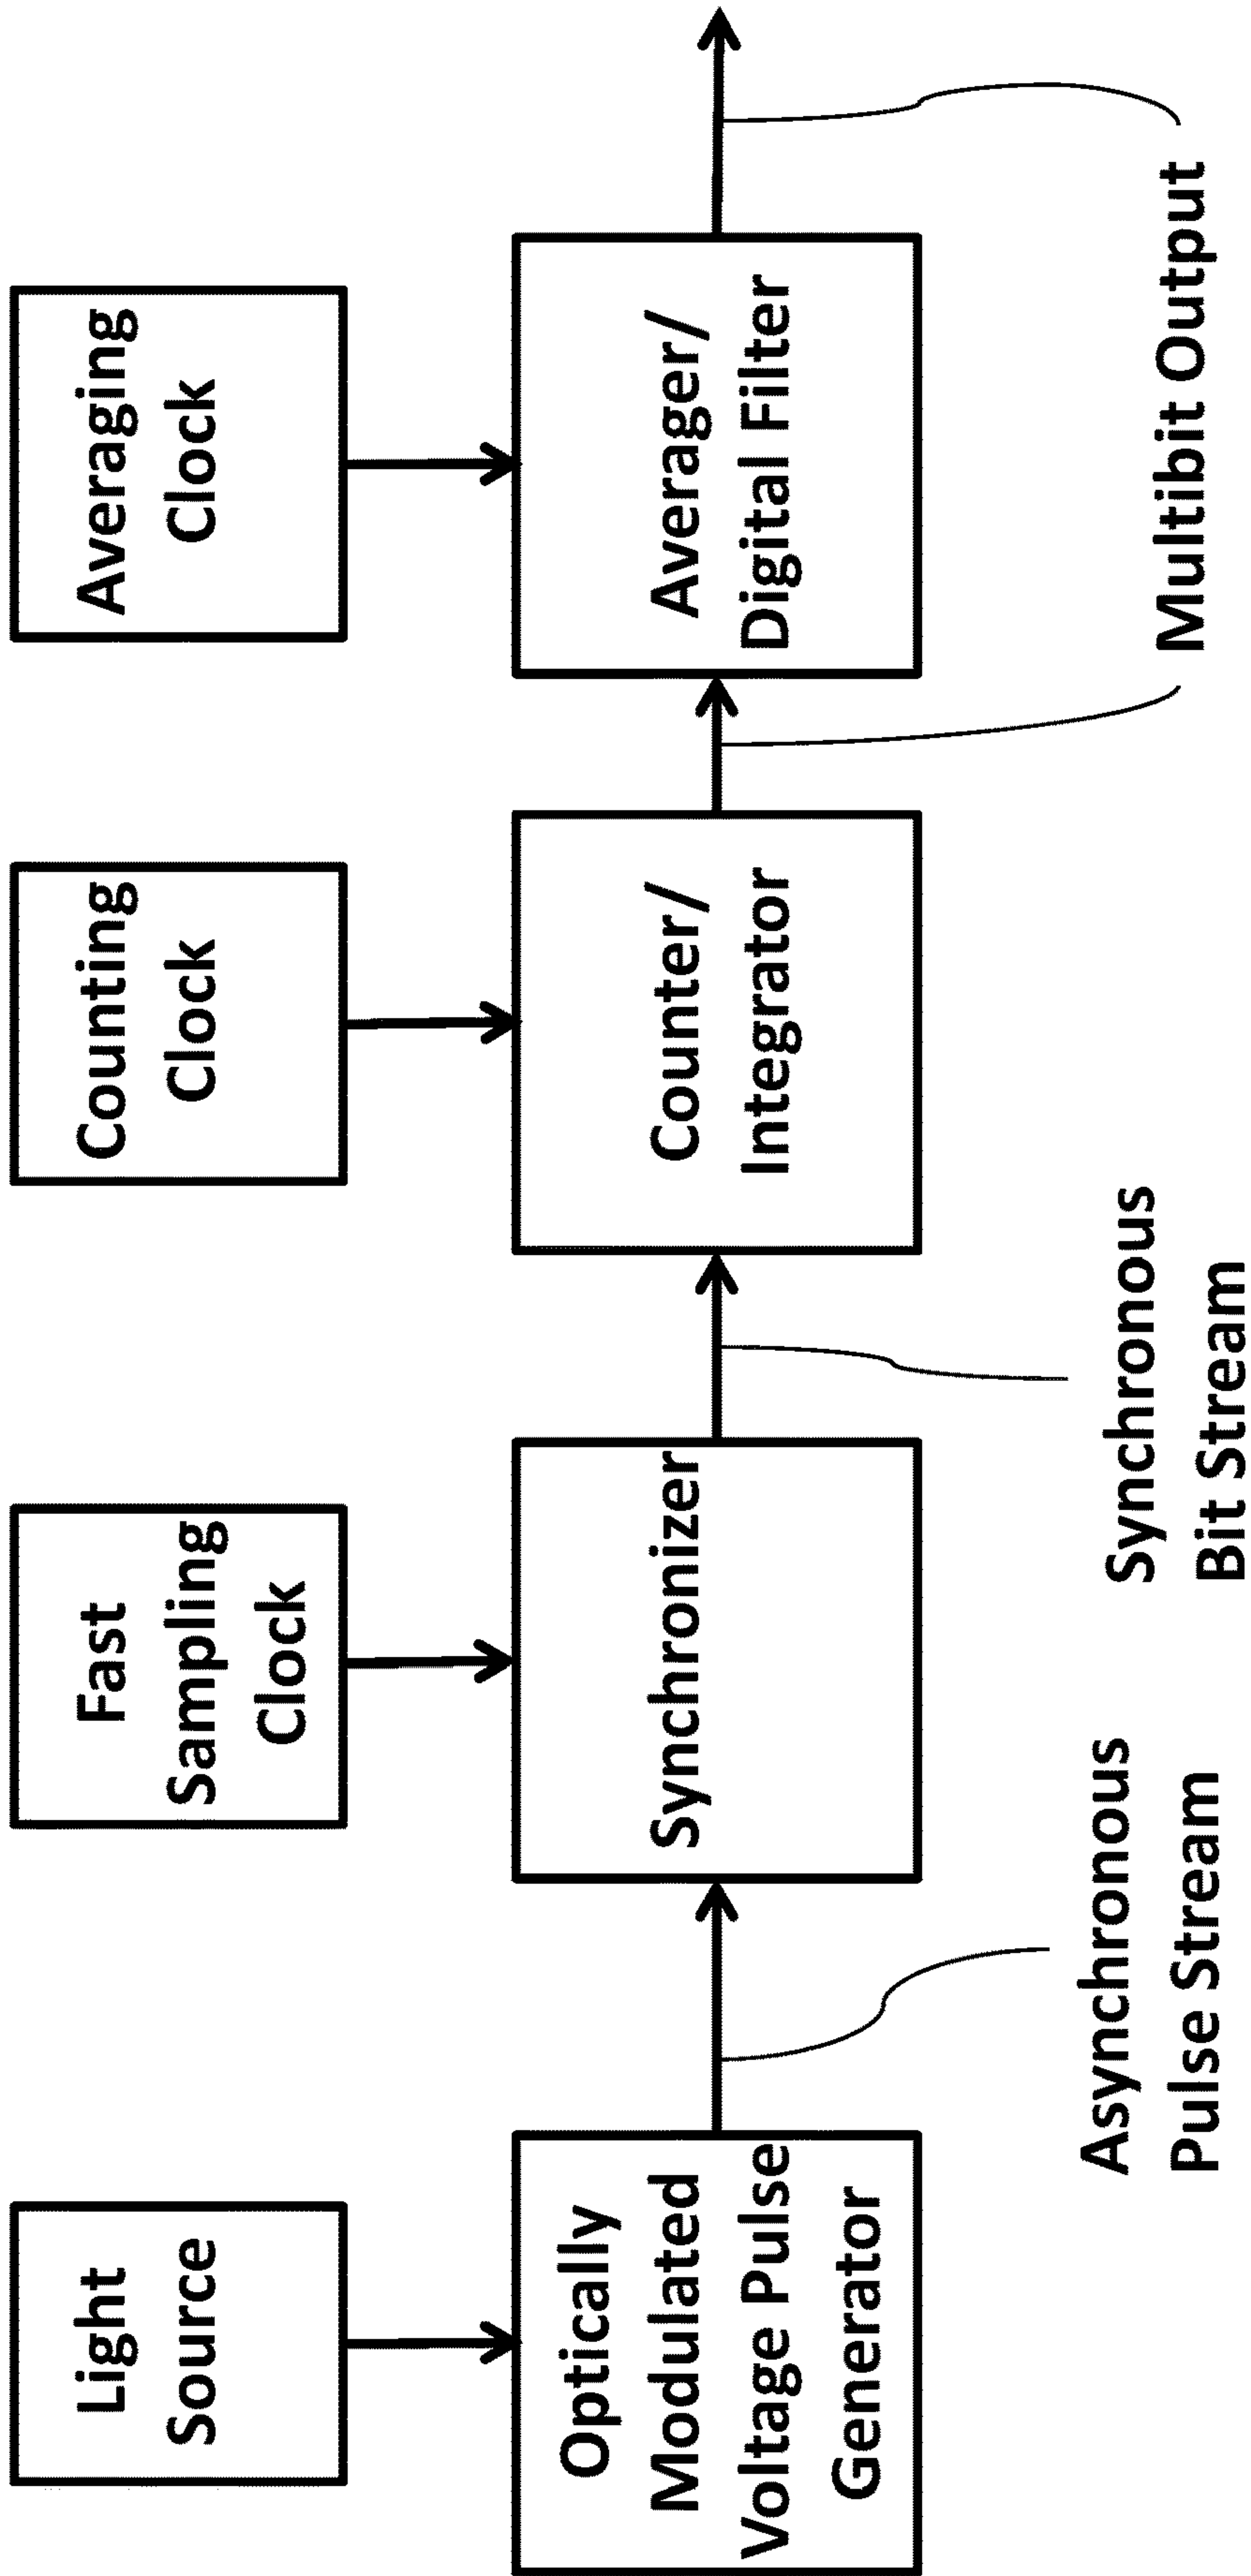 Light
Source
Fast
Sampling
Clock
Counting
Clock
Averaging
Clock
Optically
Modulated
Voltage Pulse
Generator
Synchronizer
Counter/
Integrator
Averager/
Digital Filter
Asynchronous
Pulse Stream
Synchronous
Bit Stream
Multibit Output